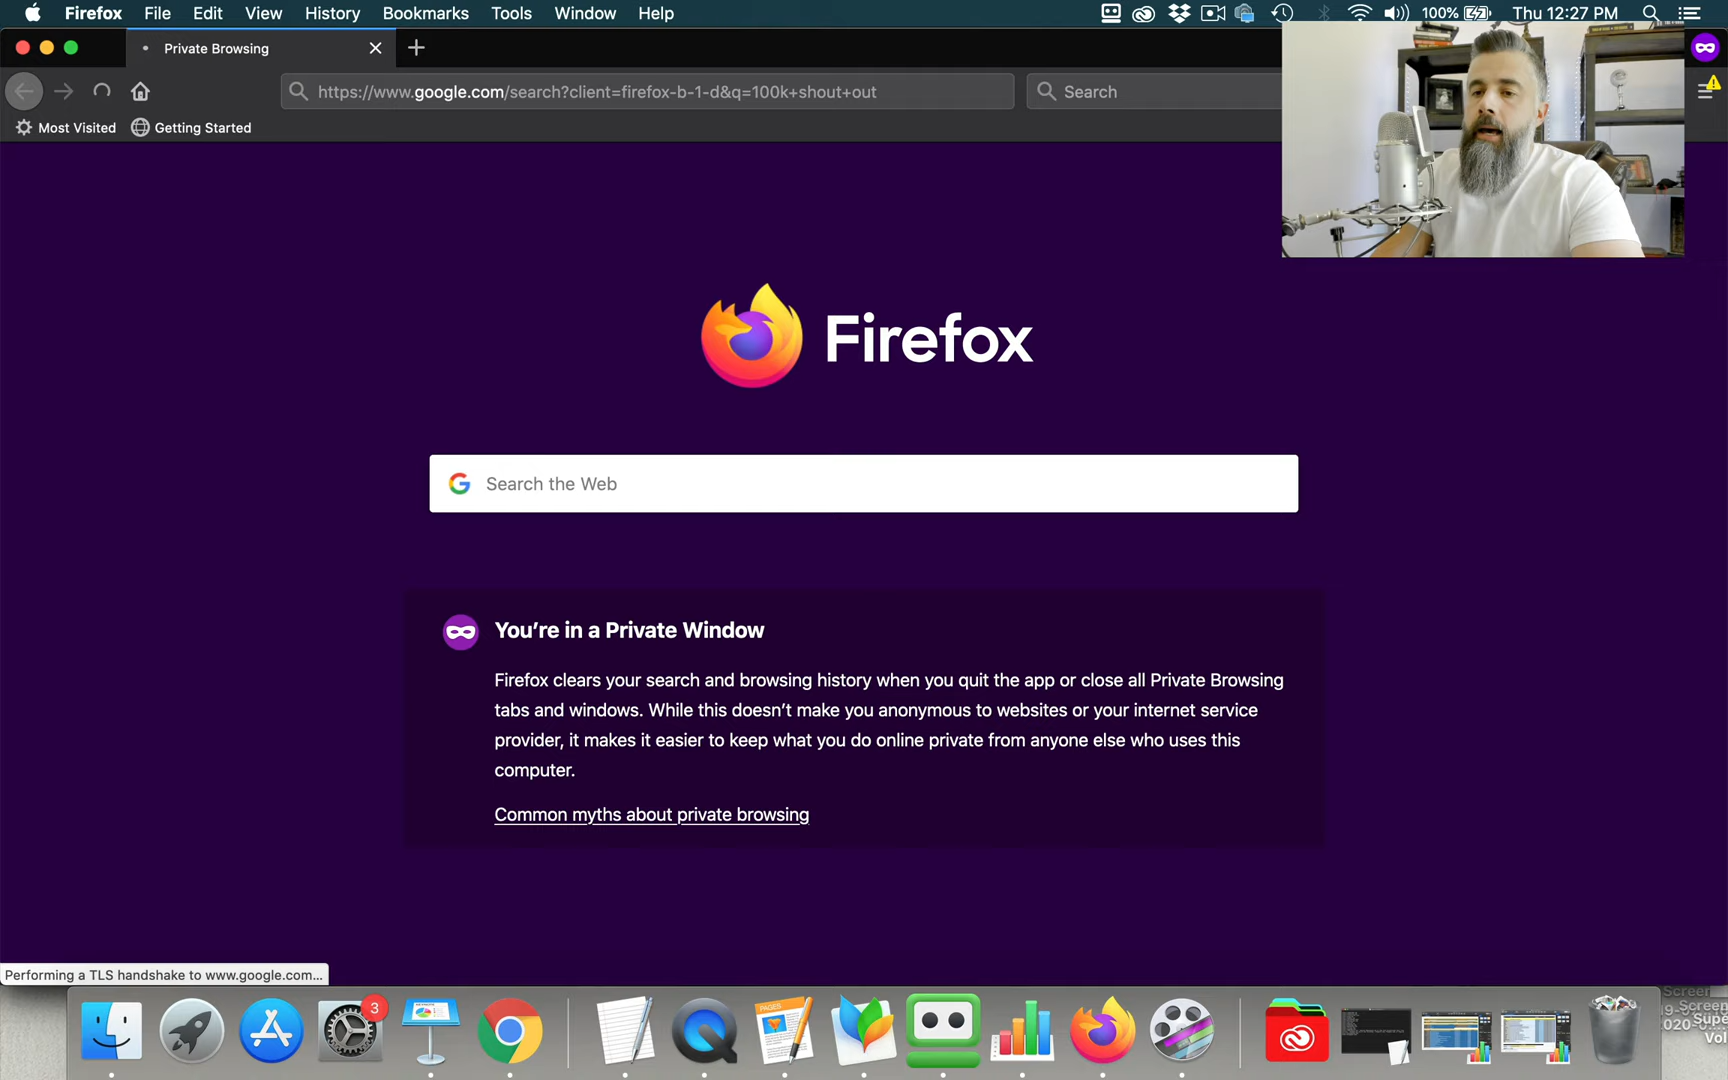 Firefox File Edit View History Bookmarks Tools Window Help
100% Thu 12:27 PM
Private Browsing
https://www.google.com/search?client=firefox-b-1-d&q=100k+shout+out
Search
Most Visited Getting Started
Firefox
Search the Web
You're in a Private Window
Firefox clears your search and browsing history when you quit the app or close all Private Browsing
tabs and windows. While this doesn't make you anonymous to websites or your internet service
provider, it makes it easier to keep what you do online private from anyone else who uses this
computer.
Common myths about private browsing
Performing a TLS handshake to www.google.com...
3
PAGES